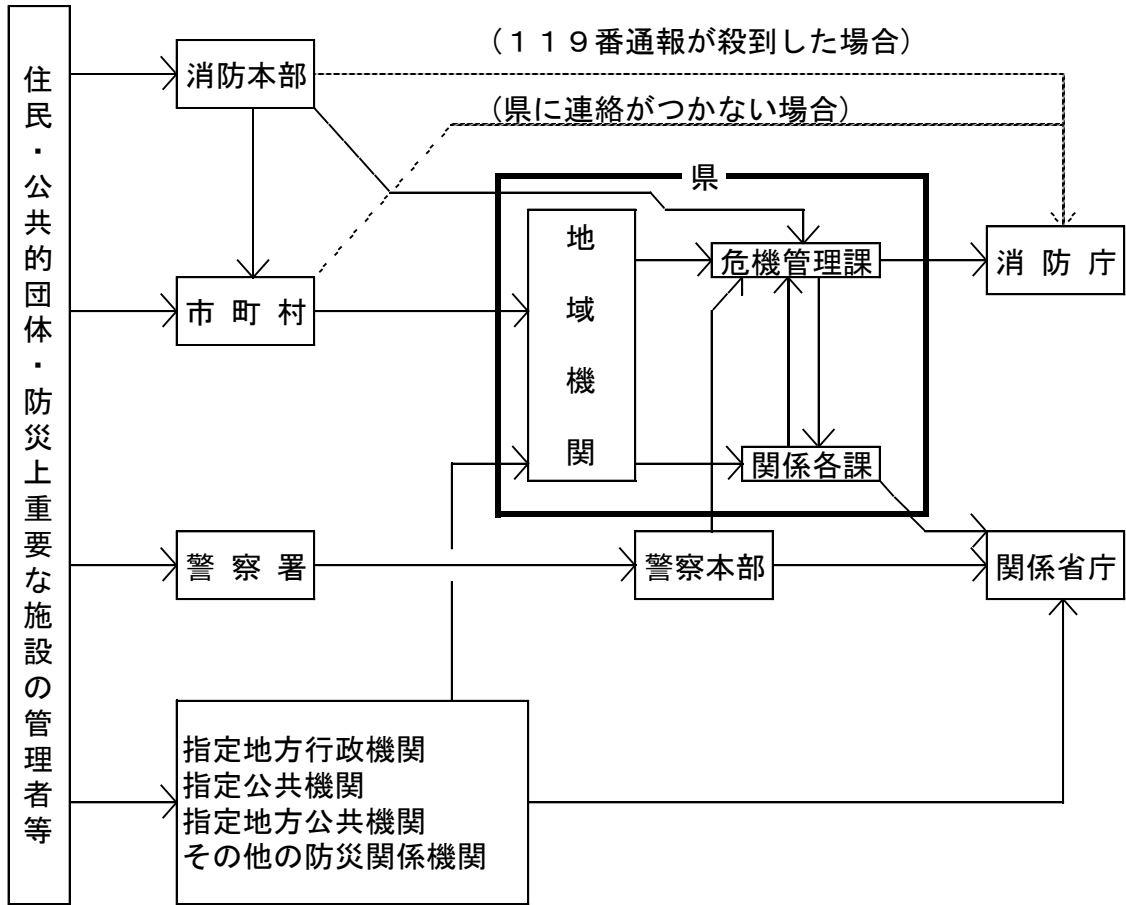 住民・公共的団体・防災上重要な施設の管理者等
（１１９番通報が殺到した場合）
消防本部
（県に連絡がつかない場合）
県
地域機関
危機管理課
消防庁
市町村
関係各課
警察署
警察本部
関係省庁
指定地方行政機関
指定公共機関
指定地方公共機関
その他の防災関係機関